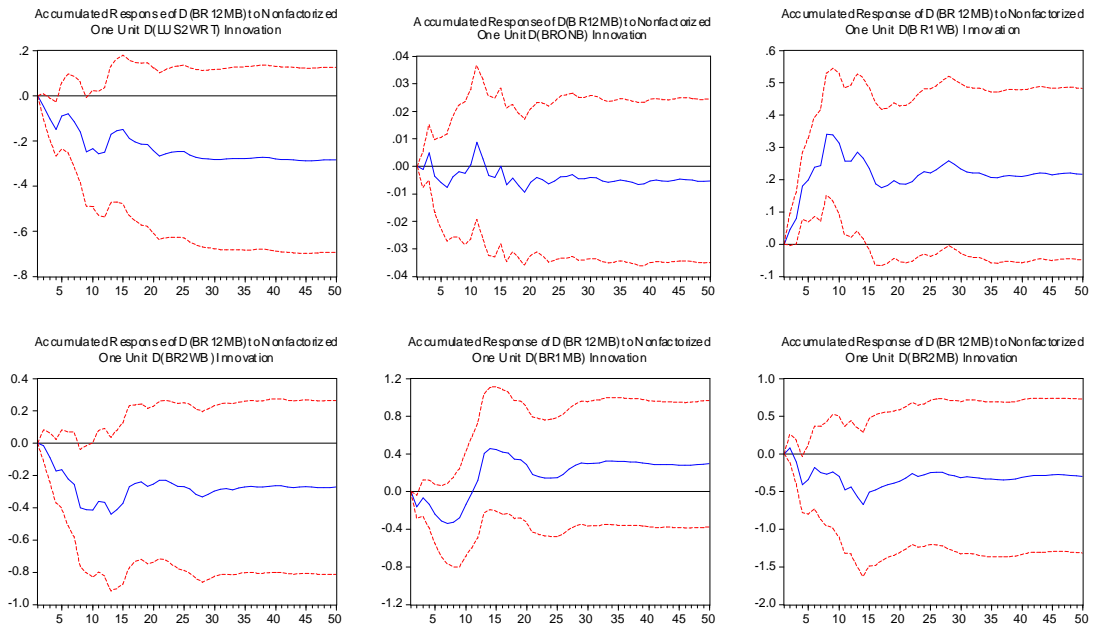 Accumulated Response of D(BR12MB) to Nonfactorized
One Unit D(LUS2WRT) Innovation
.2
.0
-.2
-.4
-.6
-.8
5 10 15 20 25 30 35 40 45 50
Accumulated Response of D(BR12MB) to Nonfactorized
One Unit D(BRONB) Innovation
.04
.03
.02
.01
.00
-.01
-.02
-.03
-.04
5 10 15 20 25 30 35 40 45 50
Accumulated Response of D(BR12MB) to Nonfactorized
One Unit D(BR1WB) Innovation
.6
.5
.4
.3
.2
.1
.0
-.1
5 10 15 20 25 30 35 40 45 50
Accumulated Response of D(BR12MB) to Nonfactorized
One Unit D(BR2WB) Innovation
0.4
0.2
0.0
-0.2
-0.4
-0.6
-0.8
-1.0
5 10 15 20 25 30 35 40 45 50
Accumulated Response of D(BR12MB) to Nonfactorized
One Unit D(BR1MB) Innovation
1.2
0.8
0.4
0.0
-0.4
-0.8
-1.2
5 10 15 20 25 30 35 40 45 50
Accumulated Response of D(BR12MB) to Nonfactorized
One Unit D(BR2MB) Innovation
1.0
0.5
0.0
-0.5
-1.0
-1.5
-2.0
5 10 15 20 25 30 35 40 45 50